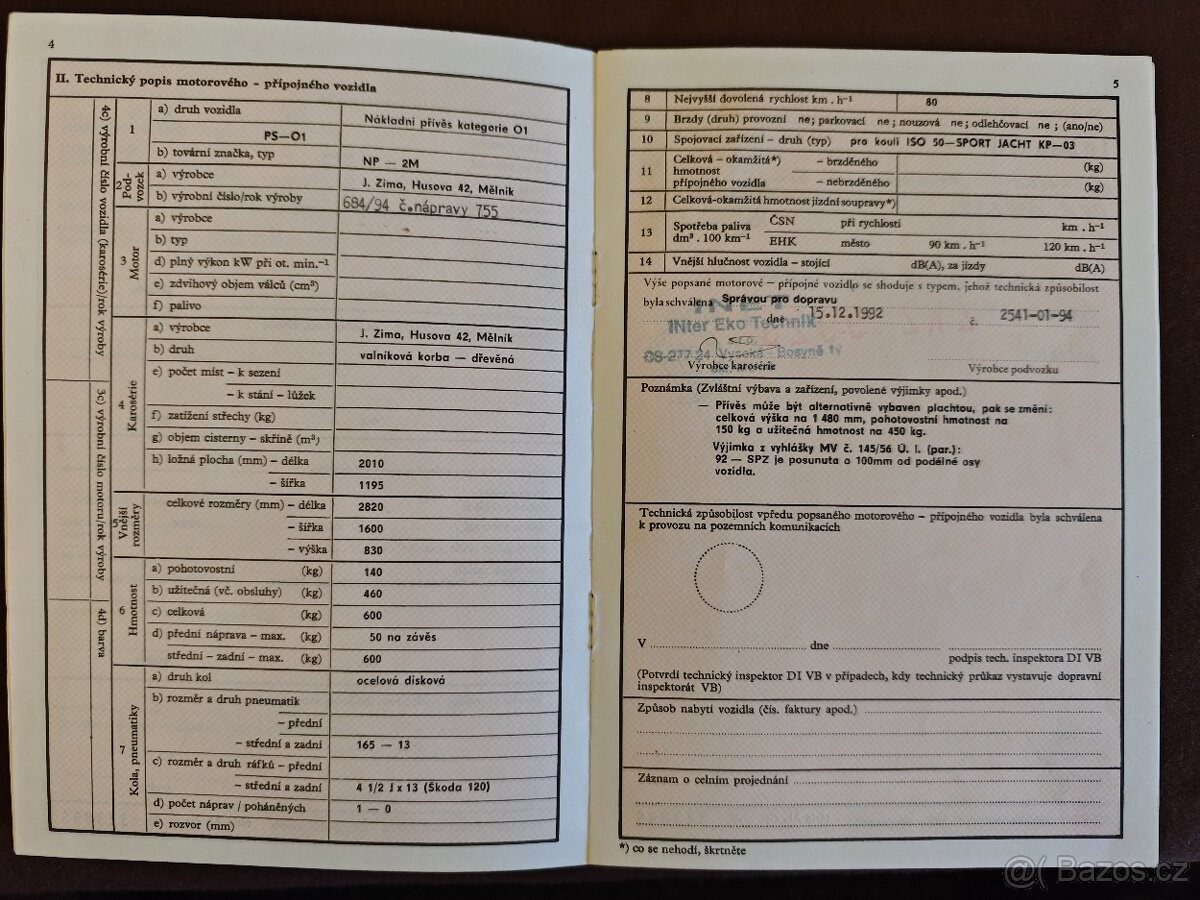 4
II. Technický popis motorového - přípojného vozidla
4c) výrobní číslo vozidla (karosérie)/rok výroby
3c) výrobní číslo motoru/rok výroby
4d) barva
1 a) druh vozidla Nákladní přívěs kategorie O1
PS—O1
b) tovární značka, typ NP — 2M
2 Pod-vozek a) výrobce J. Zima, Husova 42, Mělník
b) výrobní číslo/rok výroby 684/94 č.nápravy 755
3 Motor a) výrobce
b) typ
d) plný výkon kW při ot. min.⁻¹
e) zdvihový objem válců (cm³)
f) palivo
4 Karosérie a) výrobce J. Zima, Husova 42, Mělník
b) druh valníková korba — dřevěná
e) počet míst - k sezení
- k stání - lůžek
f) zatížení střechy (kg)
g) objem cisterny - skříně (m³)
h) ložná plocha (mm) - délka 2010
- šířka 1195
5 Vnější rozměry celkové rozměry (mm) - délka 2820
- šířka 1600
- výška 830
6 Hmotnost a) pohotovostní (kg) 140
b) užitečná (vč. obsluhy) (kg) 460
c) celková (kg) 600
d) přední náprava - max. (kg) 50 na závěs
střední - zadní - max. (kg) 600
7 Kola, pneumatiky a) druh kol ocelová disková
b) rozměr a druh pneumatik
- přední
- střední a zadní 165 — 13
c) rozměr a druh ráfků - přední
- střední a zadní 4 1/2 J x 13 (Škoda 120)
d) počet náprav / poháněných 1 — 0
e) rozvor (mm)
5
8 Nejvyšší dovolená rychlost km . h⁻¹ 80
9 Brzdy (druh) provozní ne; parkovací ne ; nouzová ne; odlehčovací ne ; (ano/ne)
10 Spojovací zařízení - druh (typ) pro kouli ISO 50—SPORT JACHT KP—03
11 Celková - okamžitá*) - brzděného (kg)
hmotnost
přípojného vozidla - nebrzděného (kg)
12 Celková-okamžitá hmotnost jízdní soupravy*)
13 Spotřeba paliva ČSN při rychlosti km . h⁻¹
dm³ . 100 km⁻¹ EHK město 90 km . h⁻¹ 120 km . h⁻¹
14 Vnější hlučnost vozidla - stojící dB(A), za jízdy dB(A)
Výše popsané motorové - přípojné vozidlo se shoduje s typem, jehož technická způsobilost
byla schválena Správou pro dopravu
dne 15.12.1992 č. 2541-01-94
INET
INter Eko Technik
Vysoká - Bosyně
Výrobce karosérie Výrobce podvozku
Poznámka (Zvláštní výbava a zařízení, povolené výjimky apod.)
— Přívěs může být alternativně vybaven plachtou, pak se změní:
celková výška na 1 480 mm, pohotovostní hmotnost na
150 kg a užitečná hmotnost na 450 kg.
Výjimka z vyhlášky MV č. 145/56 Ú. l. (par.):
92 — SPZ je posunuta o 100mm od podélné osy
vozidla.
Technická způsobilost vpředu popsaného motorového - přípojného vozidla byla schválena
k provozu na pozemních komunikacích
V dne
podpis tech. inspektora DI VB
(Potvrdí technický inspektor DI VB v případech, kdy technický průkaz vystavuje dopravní
inspektorát VB)
Způsob nabytí vozidla (čís. faktury apod.)
Záznam o celním projednání
*) co se nehodí, škrtněte
@( Bazos.cz